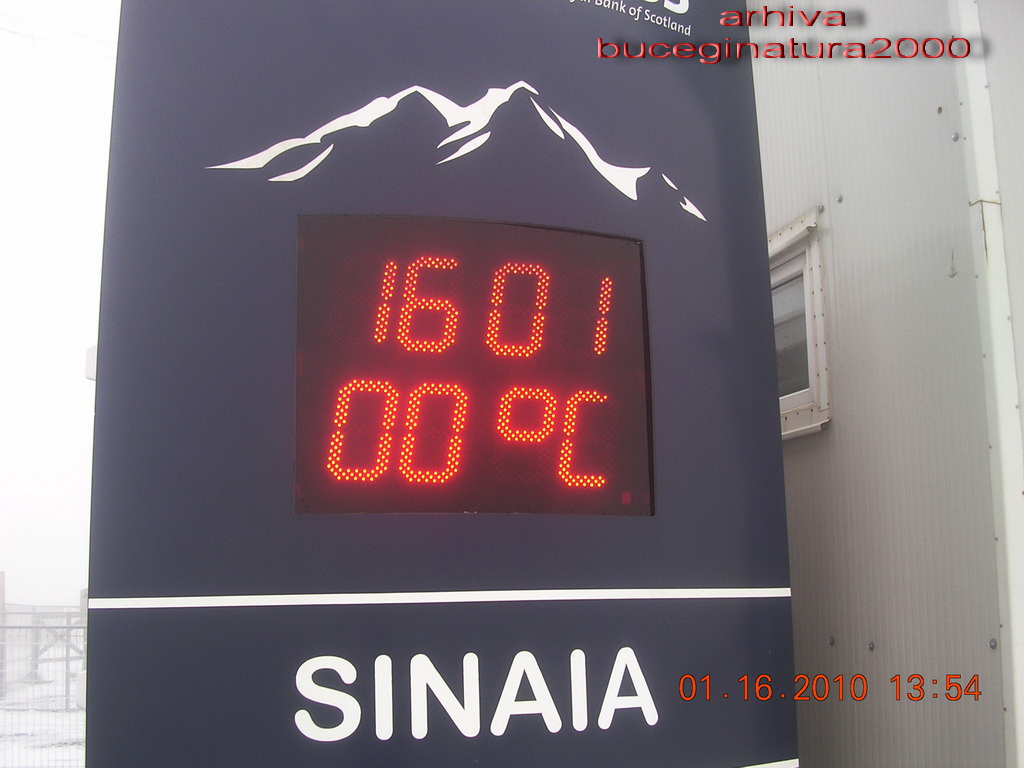 Bank of Scotland
arhiva
buceginatura2000
16 01
00°C
SINAIA
01.16.2010 13:54